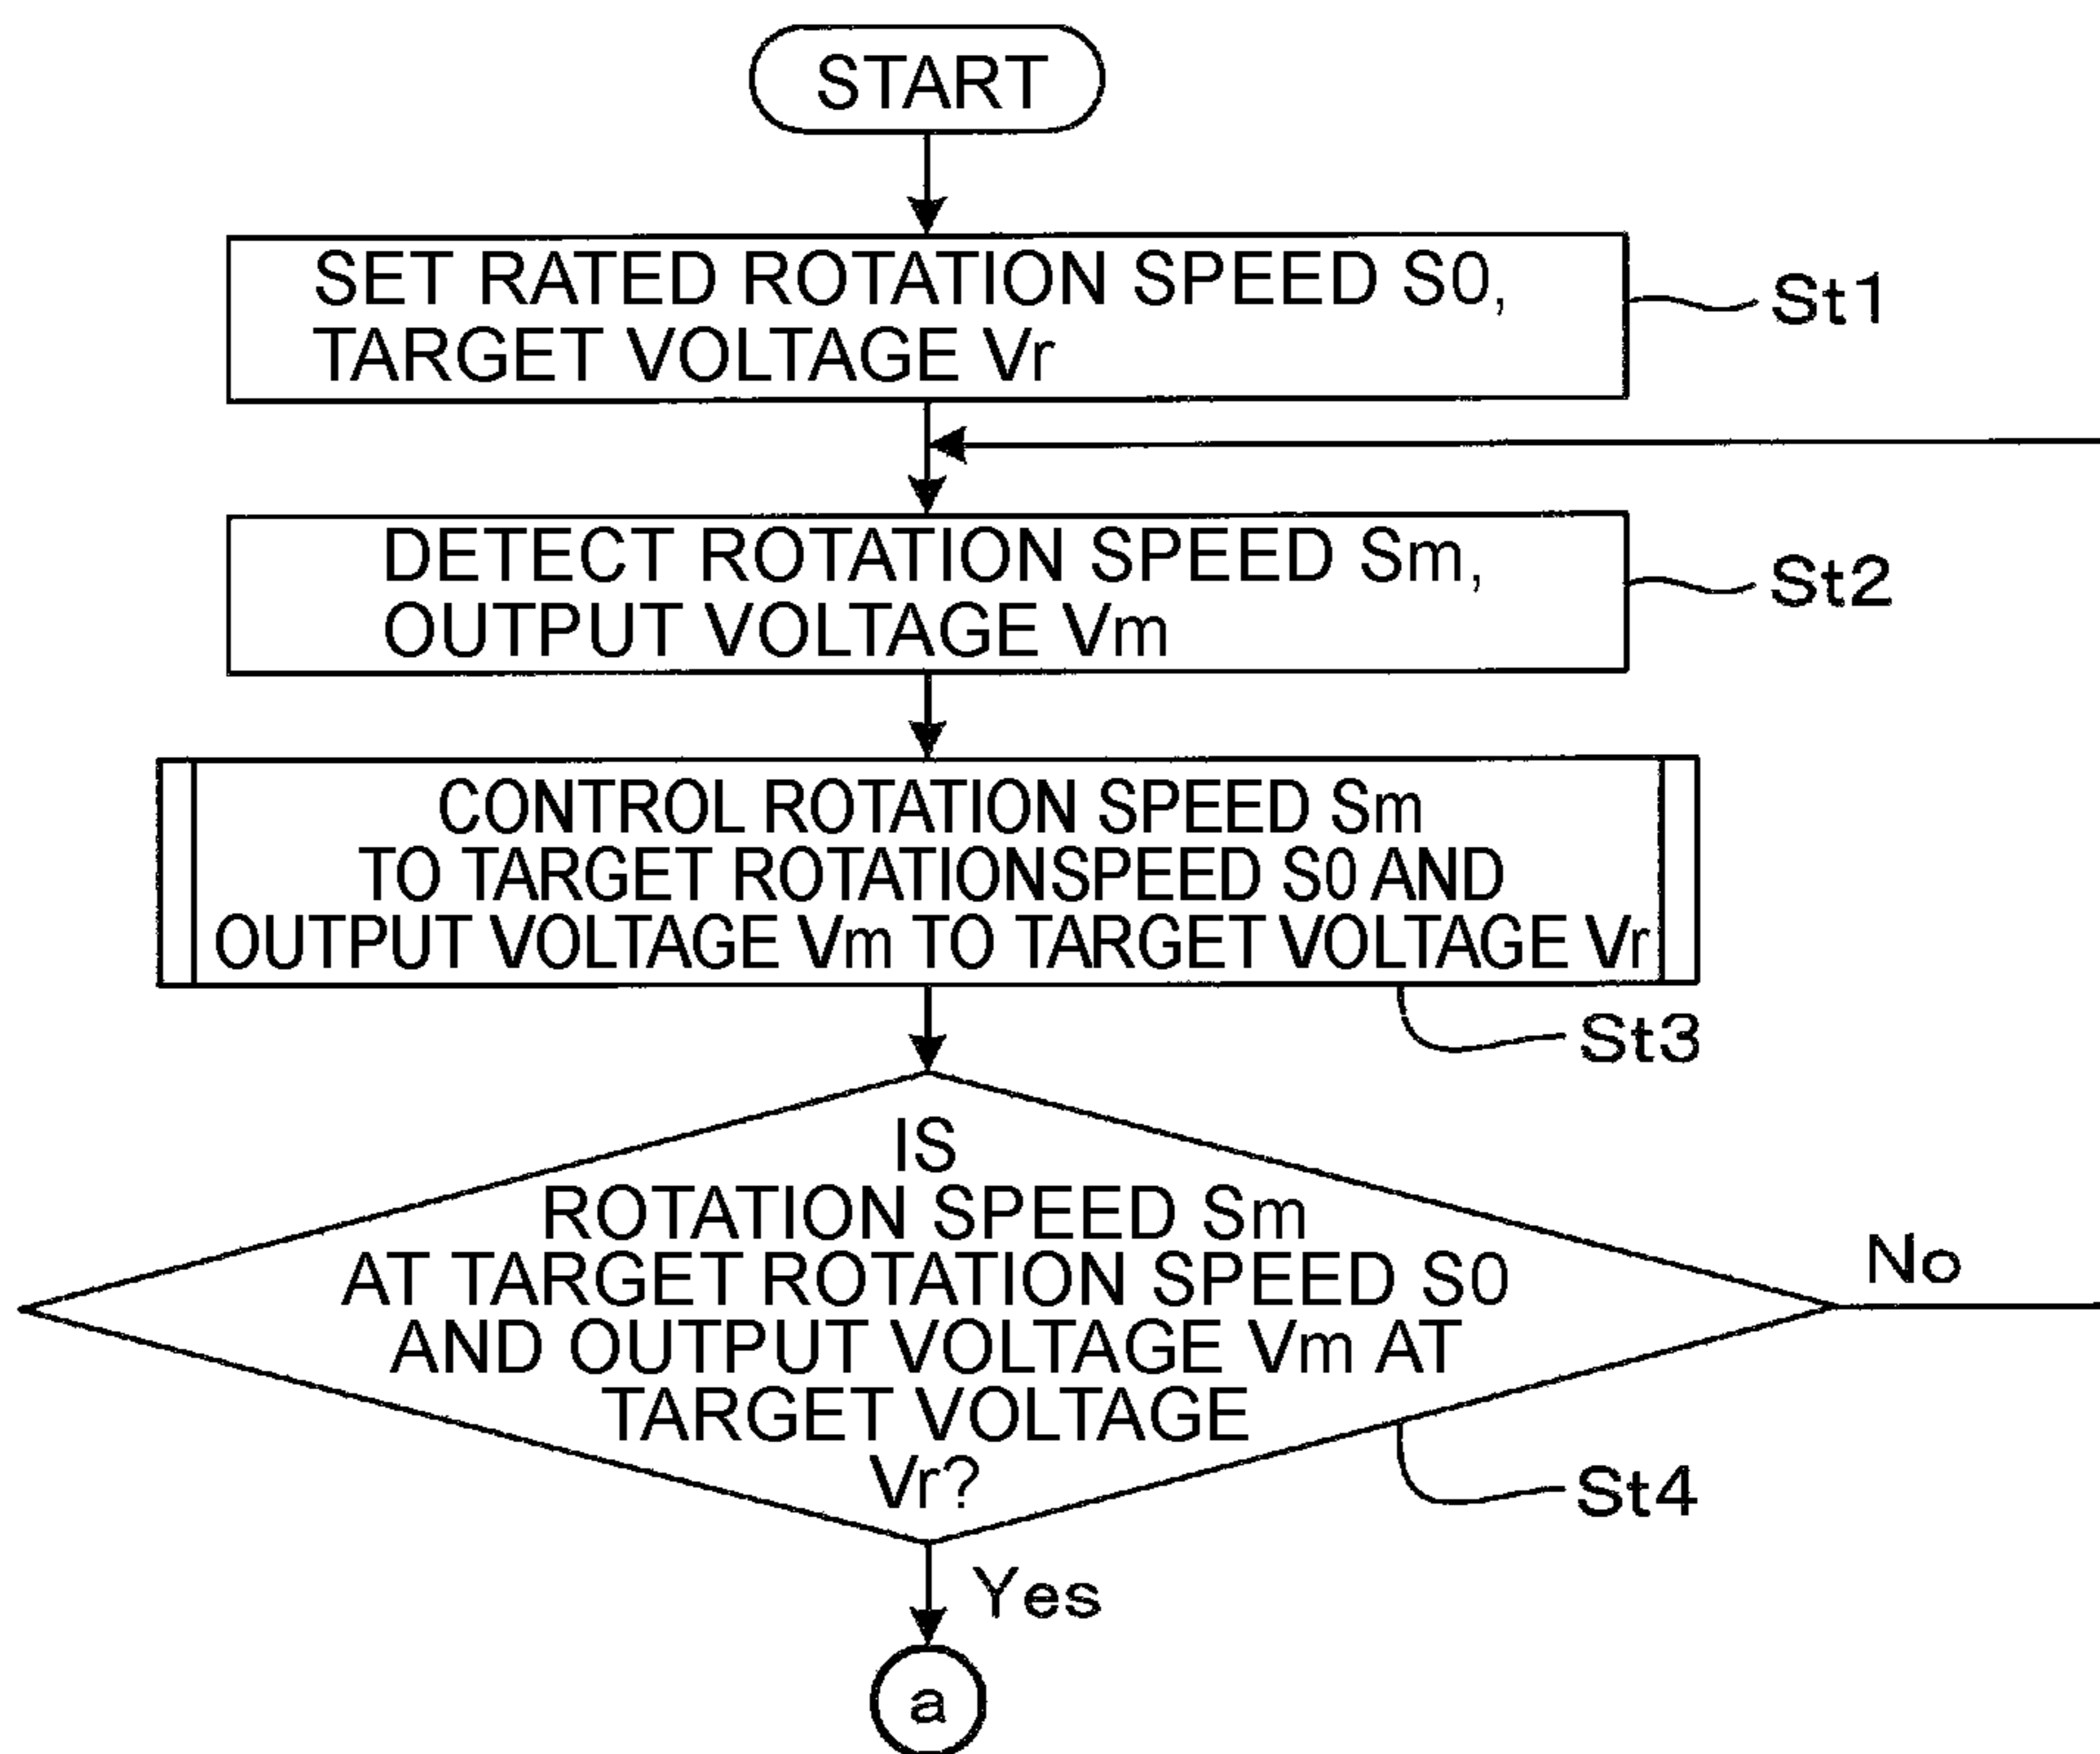 START
SET RATED ROTATION SPEED S0,
TARGET VOLTAGE Vr
St1
DETECT ROTATION SPEED Sm,
OUTPUT VOLTAGE Vm
St2
CONTROL ROTATION SPEED Sm
TO TARGET ROTATIONSPEED S0 AND
OUTPUT VOLTAGE Vm TO TARGET VOLTAGE Vr
St3
IS
ROTATION SPEED Sm
AT TARGET ROTATION SPEED S0
AND OUTPUT VOLTAGE Vm AT
TARGET VOLTAGE
Vr?
No
St4
Yes
a